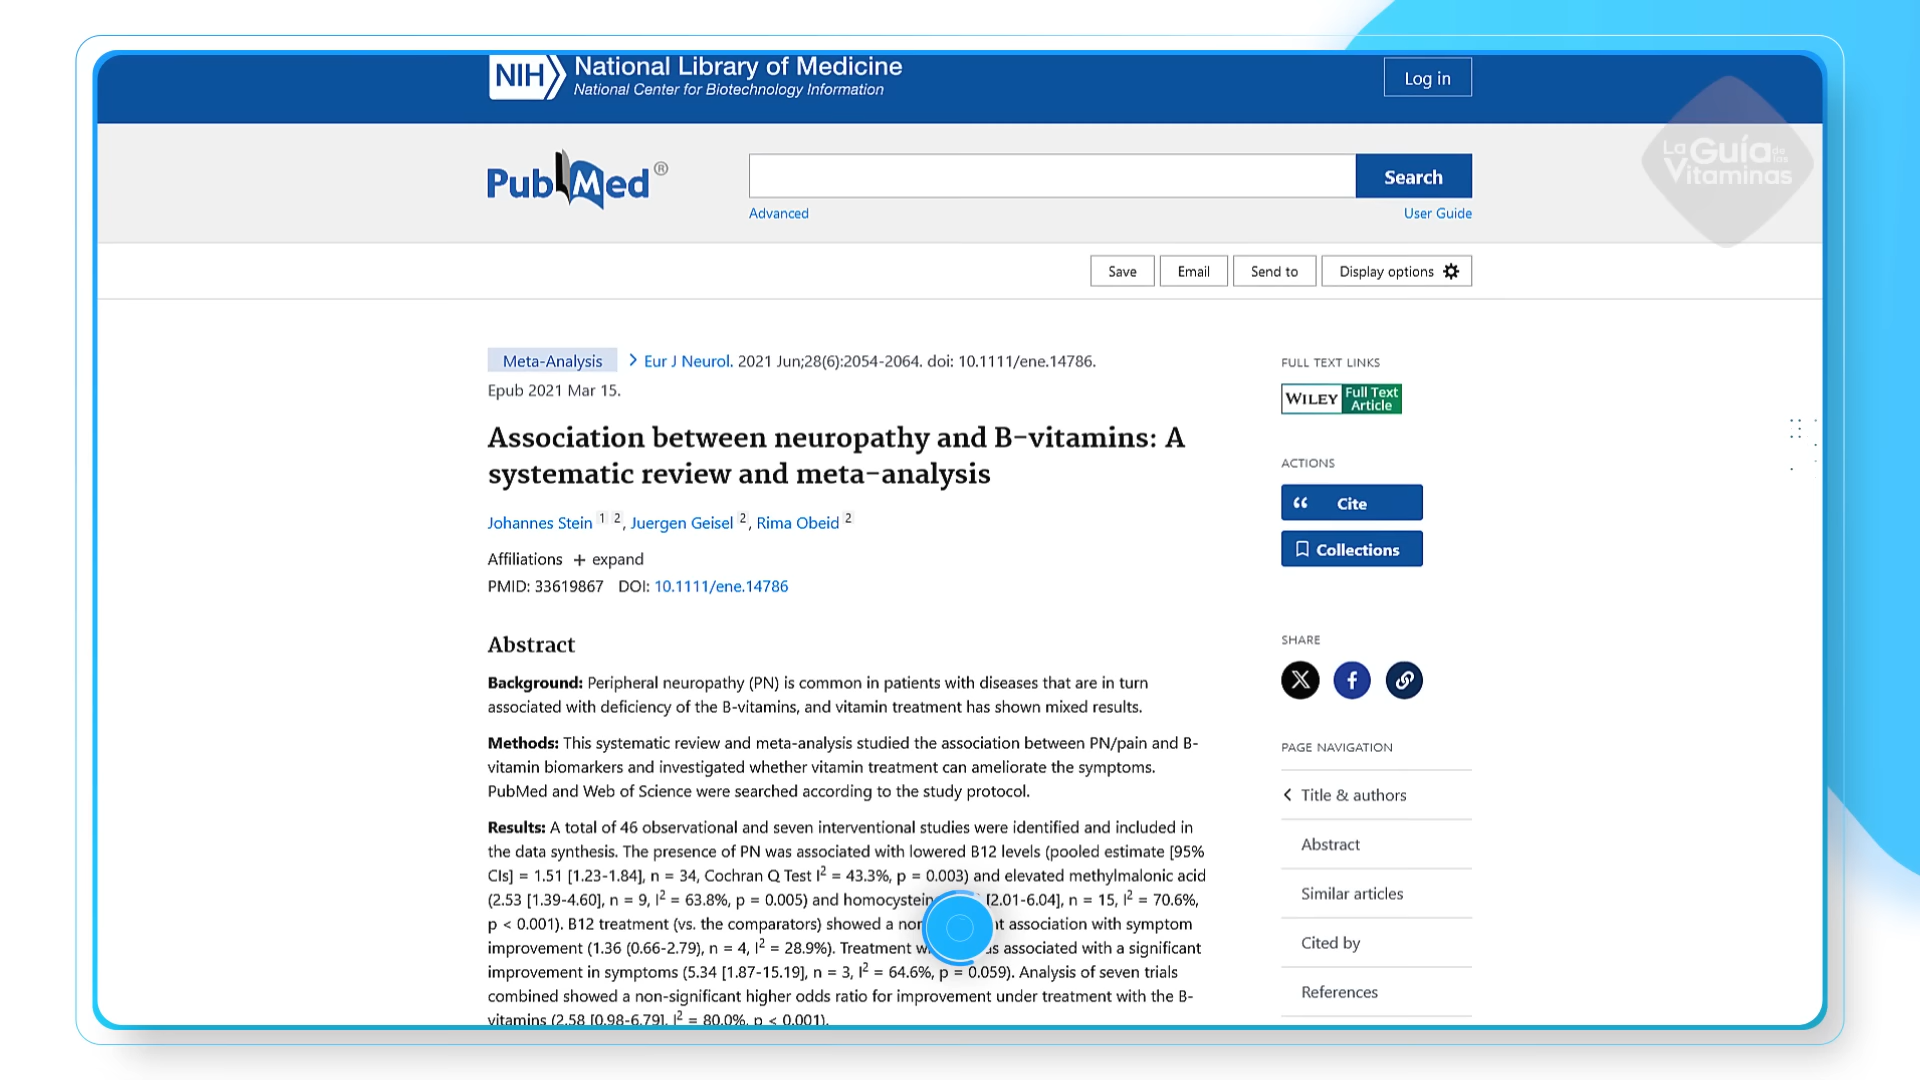 NIH National Library of Medicine
National Center for Biotechnology Information
Log in
La Guía de las Vitaminas
PubMed®
Search
Advanced
User Guide
Save
Email
Send to
Display options
Meta-Analysis > Eur J Neurol. 2021 Jun;28(6):2054-2064. doi: 10.1111/ene.14786.
Epub 2021 Mar 15.
Association between neuropathy and B-vitamins: A
systematic review and meta-analysis
Johannes Stein 1 2, Juergen Geisel 2, Rima Obeid 2
Affiliations + expand
PMID: 33619867 DOI: 10.1111/ene.14786
Abstract
Background: Peripheral neuropathy (PN) is common in patients with diseases that are in turn
associated with deficiency of the B-vitamins, and vitamin treatment has shown mixed results.
Methods: This systematic review and meta-analysis studied the association between PN/pain and B-
vitamin biomarkers and investigated whether vitamin treatment can ameliorate the symptoms.
PubMed and Web of Science were searched according to the study protocol.
Results: A total of 46 observational and seven interventional studies were identified and included in
the data synthesis. The presence of PN was associated with lowered B12 levels (pooled estimate [95%
CIs] = 1.51 [1.23-1.84], n = 34, Cochran Q Test I² = 43.3%, p = 0.003) and elevated methylmalonic acid
(2.53 [1.39-4.60], n = 9, I² = 63.8%, p = 0.005) and [2.01-6.04], n = 15, I² = 70.6%,
p < 0.001). B12 treatment (vs. the comparators) showed a association with symptom
improvement (1.36 (0.66-2.79), n = 4, I² = 28.9%). Treatment associated with a significant
improvement in symptoms (5.34 [1.87-15.19], n = 3, I² = 64.6%, p = 0.059). Analysis of seven trials
combined showed a non-significant higher odds ratio for improvement under treatment with the B-
vitamins (2.58 [0.98-6.79], I² = 80.0%, p < 0.001).
FULL TEXT LINKS
WILEY Full Text
Article
ACTIONS
Cite
Collections
SHARE
PAGE NAVIGATION
Title & authors
Abstract
Similar articles
Cited by
References